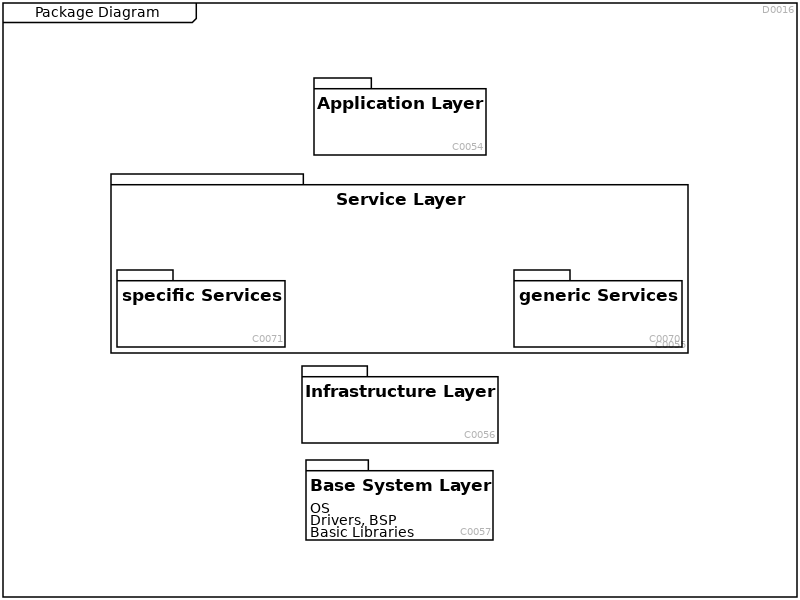 Package Diagram
D0016
Application Layer
C0054
Service Layer
specific Services
C0071
generic Services
C0070
C0055
Infrastructure Layer
C0056
Base System Layer
OS
Drivers, BSP
Basic Libraries
C0057